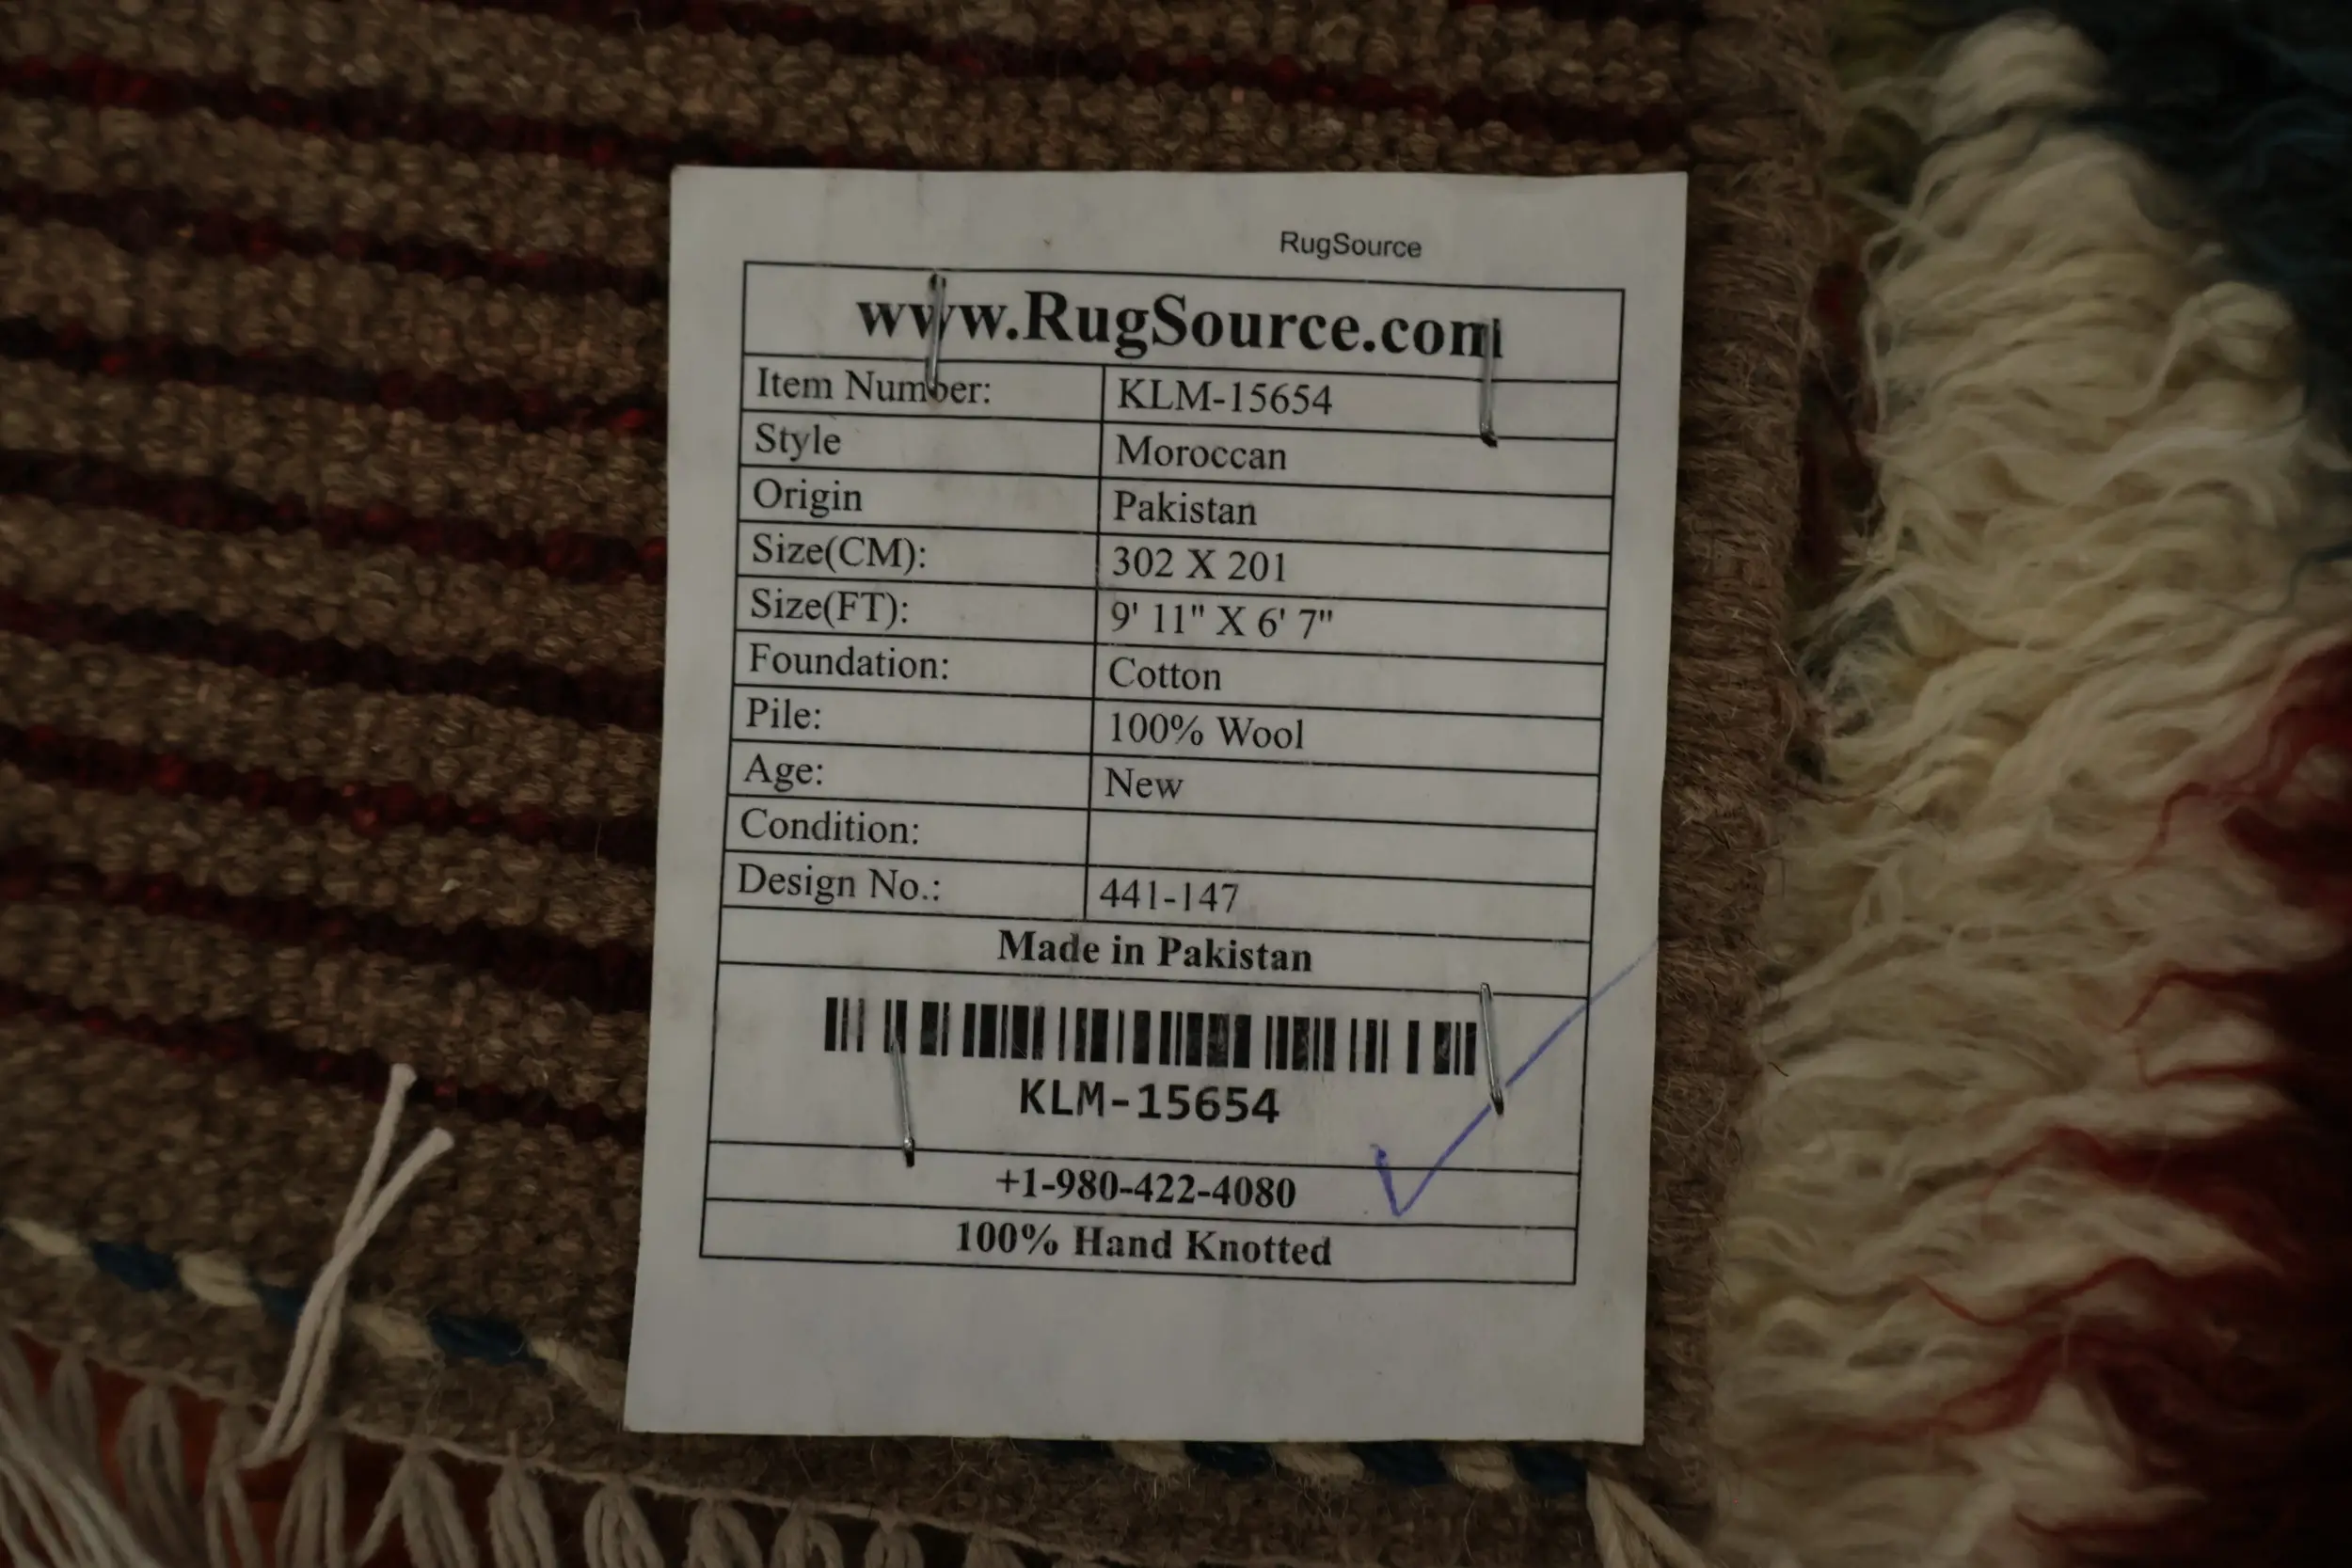 RugSource
www.RugSource.com
Item Number: KLM-15654
Style Moroccan
Origin Pakistan
Size(CM): 302 X 201
Size(FT): 9' 11" X 6' 7"
Foundation: Cotton
Pile: 100% Wool
Age: New
Condition:
Design No.: 441-147
Made in Pakistan
KLM-15654
+1-980-422-4080
100% Hand Knotted